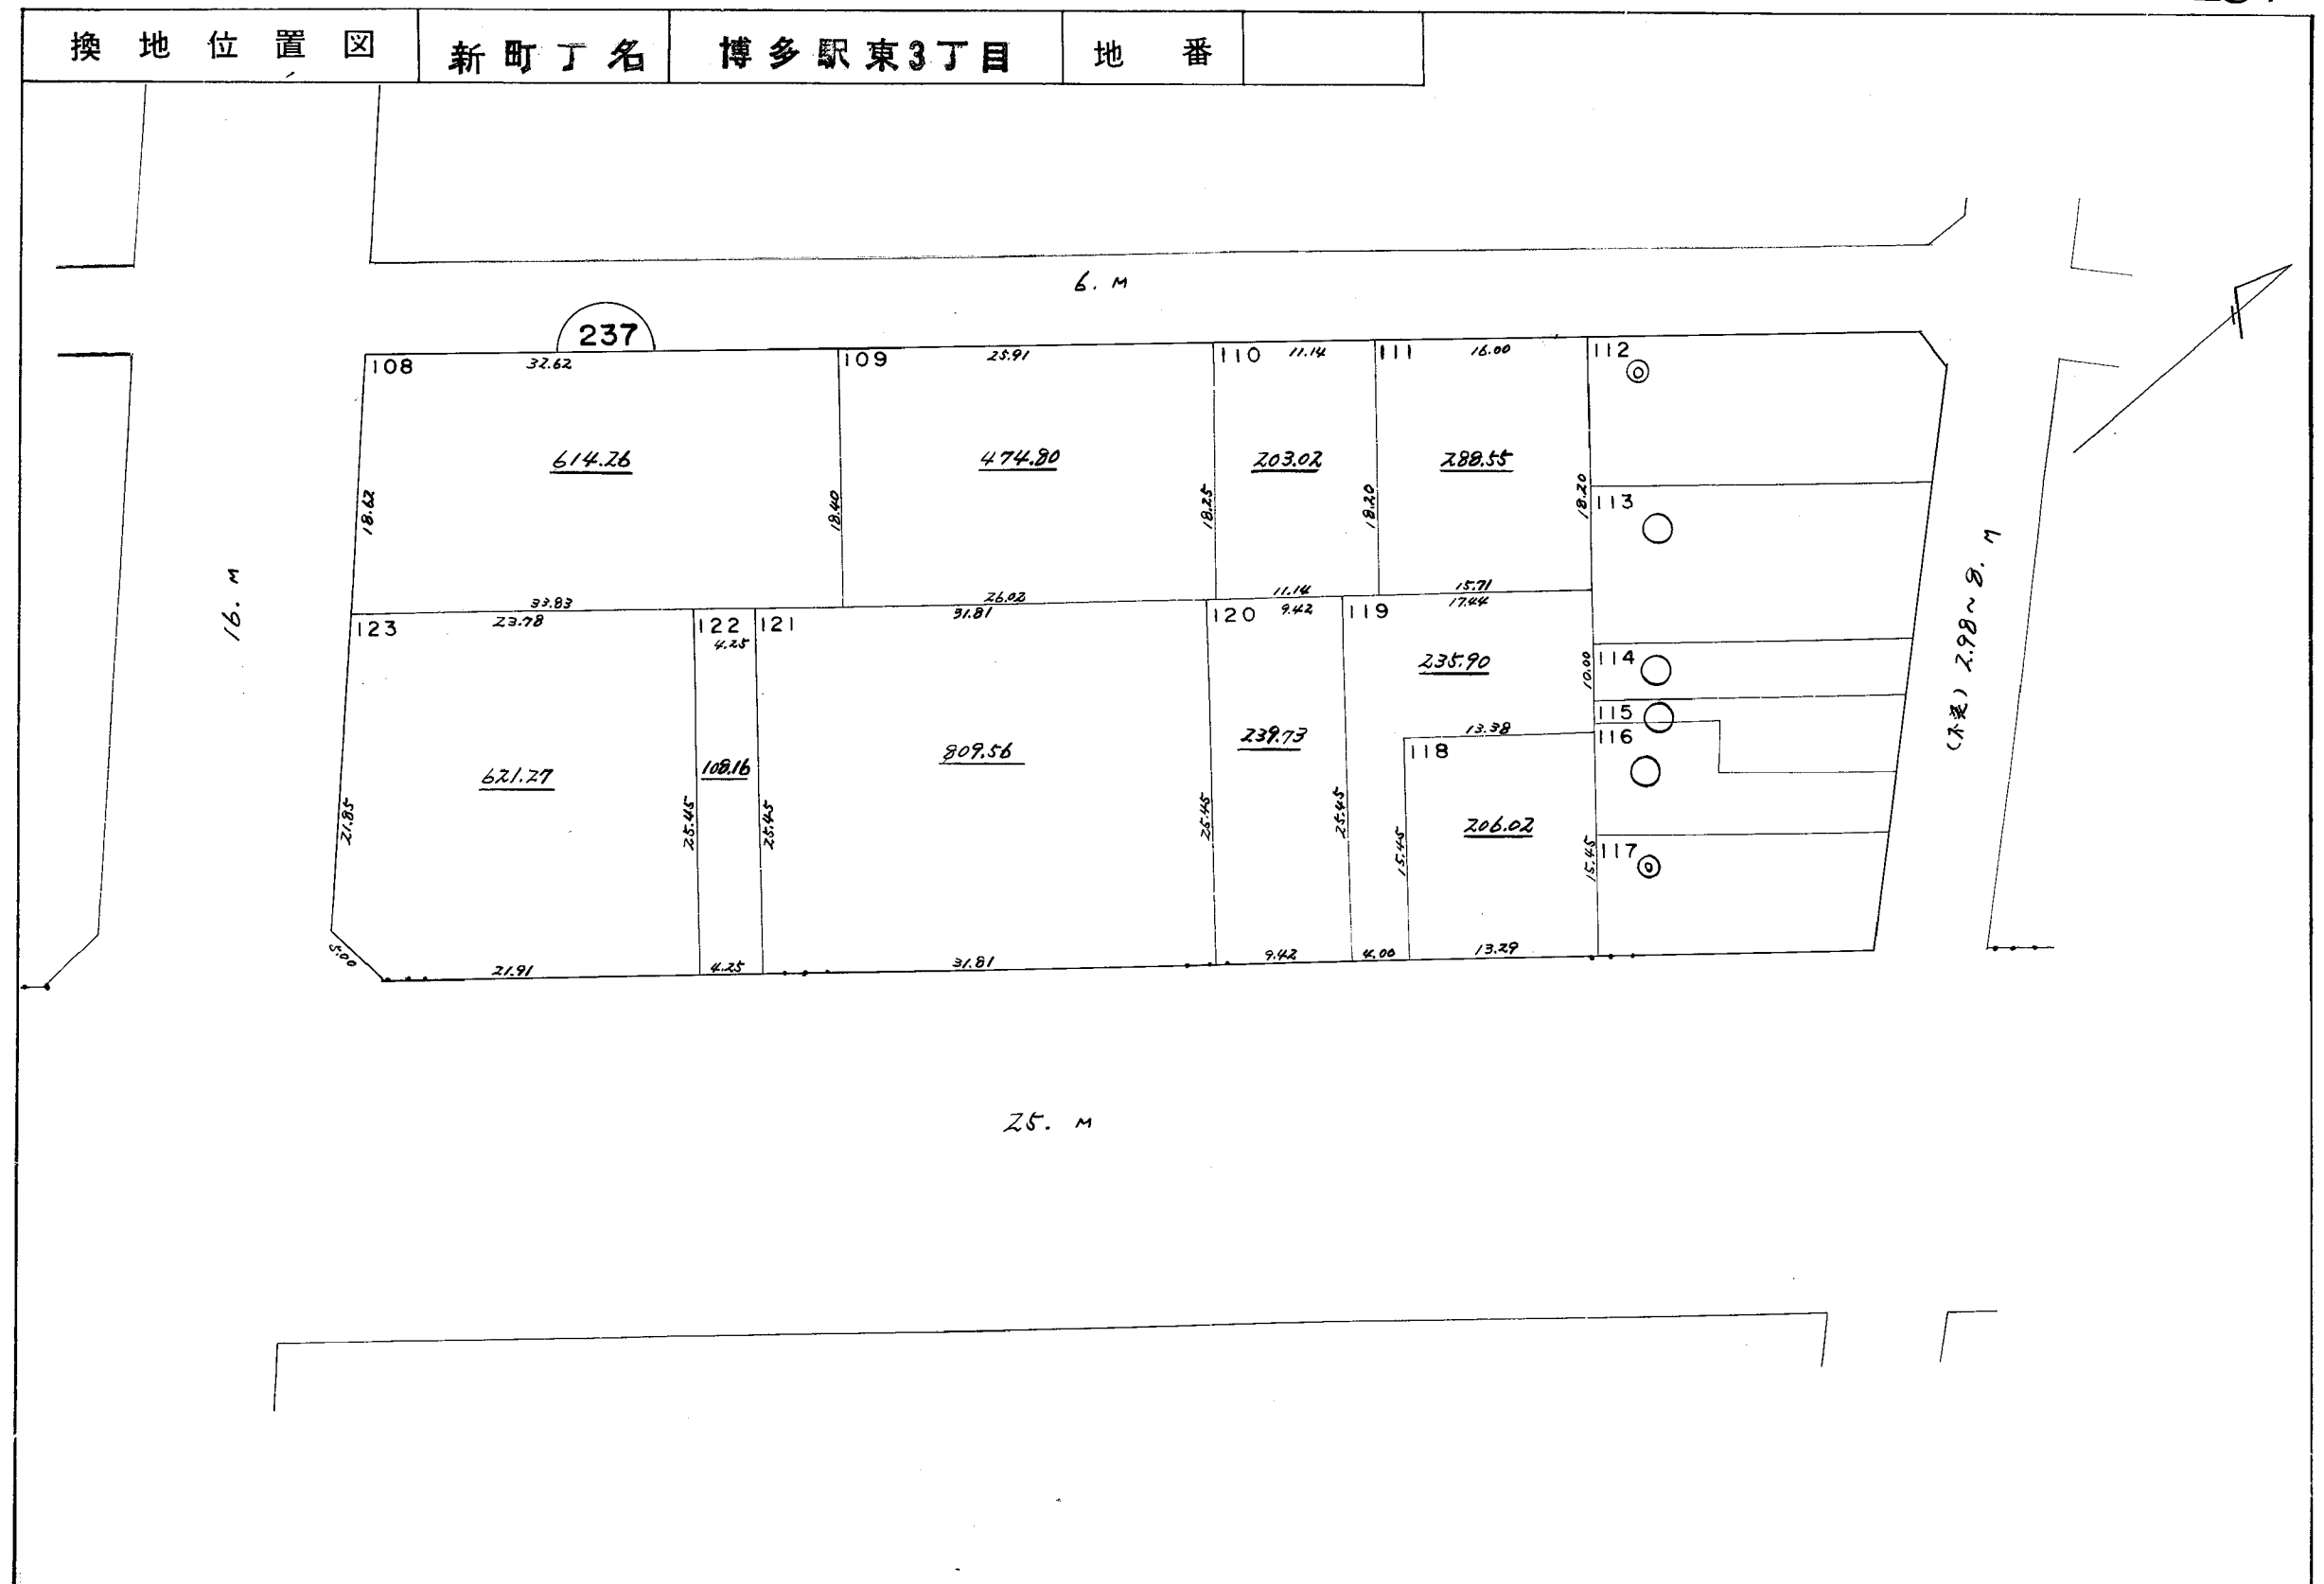 換地位置図 新町丁名 博多駅東3丁目 地番
6. M
237
108 32.62 109 25.91 110 11.14 111 16.00 112
614.26 474.80 203.02 288.55
18.62 18.40 18.25 18.20 18.20 113
16. M
33.83 26.02 11.14 15.71
123 23.78 122 4.25 121 31.81 120 9.42 119 17.44
(不定) 2.98~8. M
235.90 10.00 114
115
13.38 116
118
621.27 108.16 809.56 239.73 206.02
21.85 25.45 25.45 25.45 25.45 15.45 15.45 117
5.00 21.91 4.25 31.81 9.42 4.00 13.29
25. M